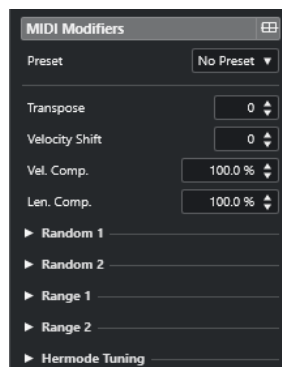 MIDI Modifiers
Preset No Preset
Transpose 0
Velocity Shift 0
Vel. Comp. 100.0 %
Len. Comp. 100.0 %
Random 1
Random 2
Range 1
Range 2
Hermode Tuning